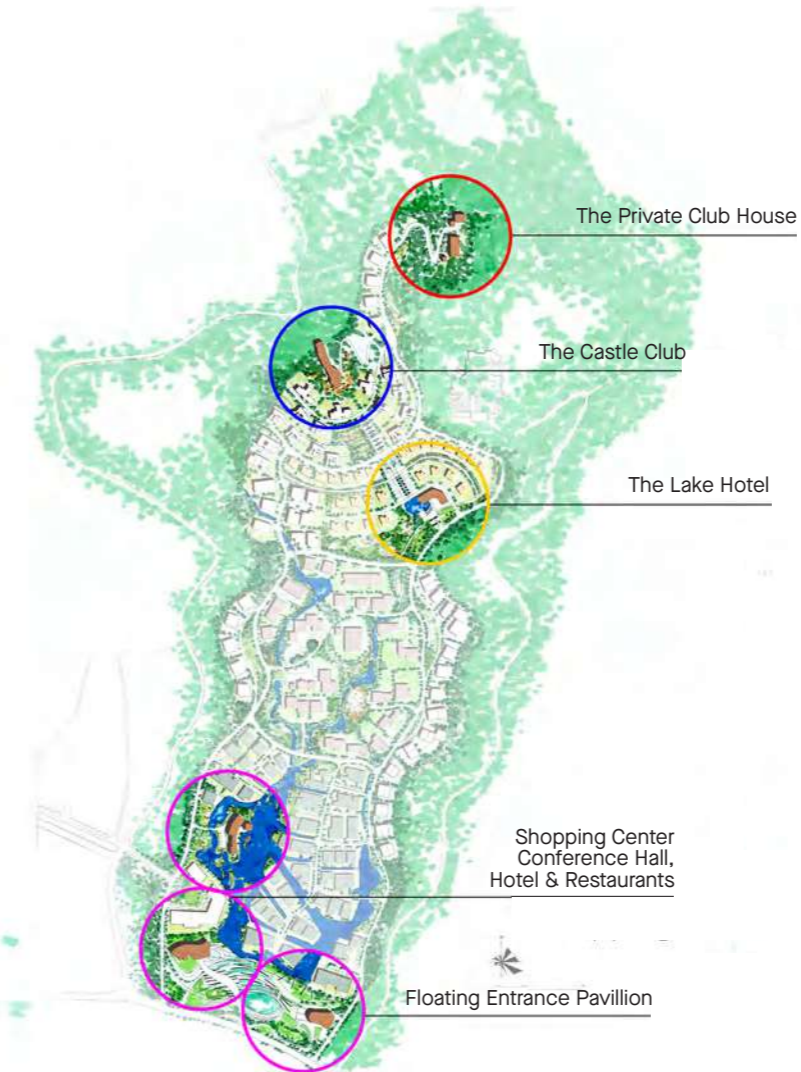 The Private Club House
The Castle Club
The Lake Hotel
Shopping Center
Conference Hall,
Hotel & Restaurants
Floating Entrance Pavillion